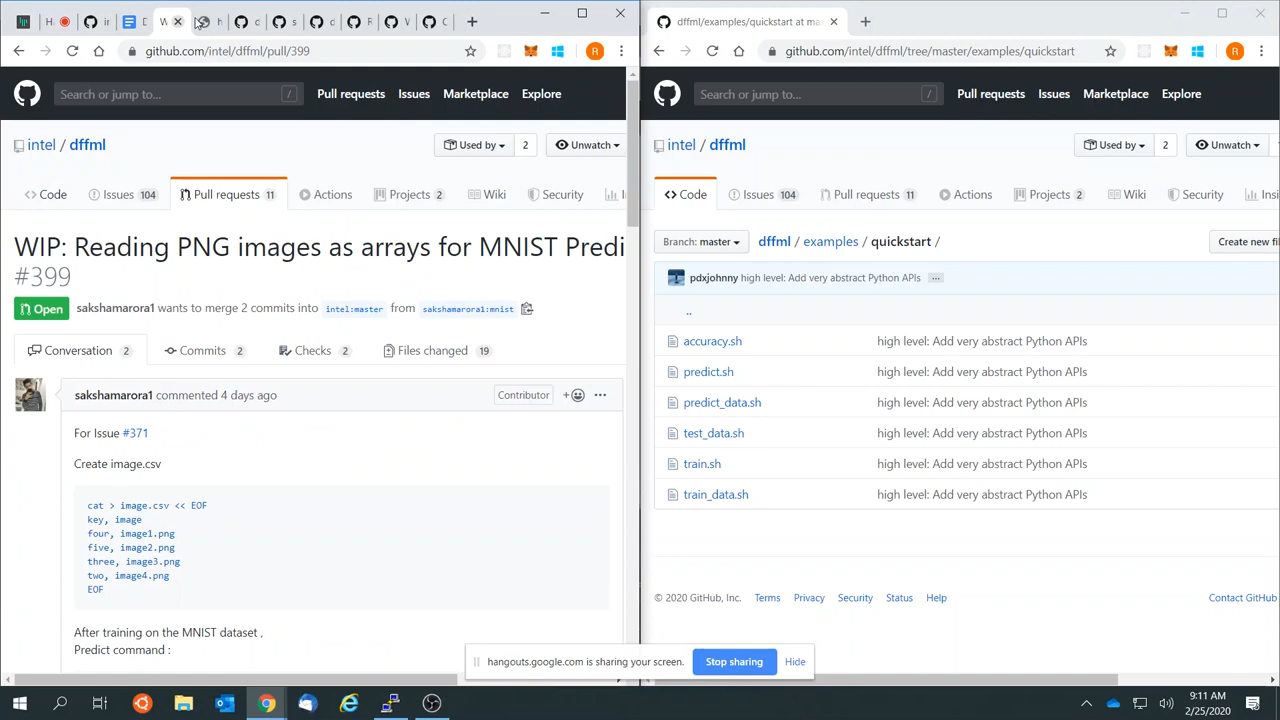 github.com/intel/dffml/pull/399
Search or jump to... /
Pull requests Issues Marketplace Explore
intel / dffml
Used by 2 Unwatch
Code Issues 104 Pull requests 11 Actions Projects 2 Wiki Security
WIP: Reading PNG images as arrays for MNIST Predi
#399
Open sakshamarora1 wants to merge 2 commits into intel:master from sakshamarora1:mnist
Conversation 2 Commits 2 Checks 2 Files changed 19
sakshamarora1 commented 4 days ago Contributor
For Issue #371
Create image.csv
cat > image.csv << EOF
key, image
four, image1.png
five, image2.png
three, image3.png
two, image4.png
EOF
After training on the MNIST dataset ,
Predict command :
dffml/examples/quickstart at ma
github.com/intel/dffml/tree/master/examples/quickstart
Search or jump to... /
Pull requests Issues Marketplace Explore
intel / dffml
Used by 2 Unwatch
Code Issues 104 Pull requests 11 Actions Projects 2 Wiki Security Insi
Branch: master dffml / examples / quickstart / Create new fi
pdxjohnny high level: Add very abstract Python APIs ...
..
accuracy.sh high level: Add very abstract Python APIs
predict.sh high level: Add very abstract Python APIs
predict_data.sh high level: Add very abstract Python APIs
test_data.sh high level: Add very abstract Python APIs
train.sh high level: Add very abstract Python APIs
train_data.sh high level: Add very abstract Python APIs
© 2020 GitHub, Inc. Terms Privacy Security Status Help Contact GitHub
hangouts.google.com is sharing your screen. Stop sharing Hide
9:11 AM
2/25/2020